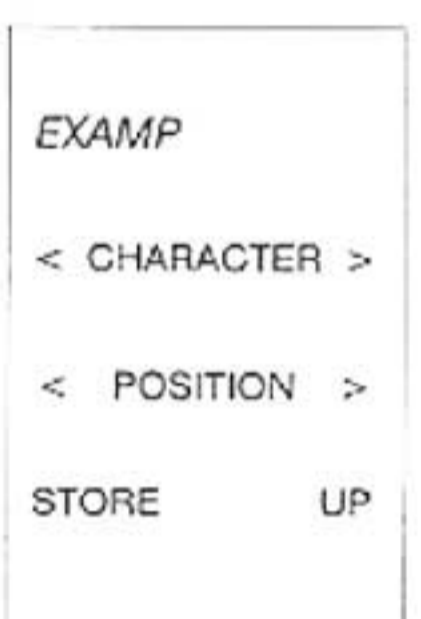 EXAMP
< CHARACTER >
< POSITION >
STORE UP